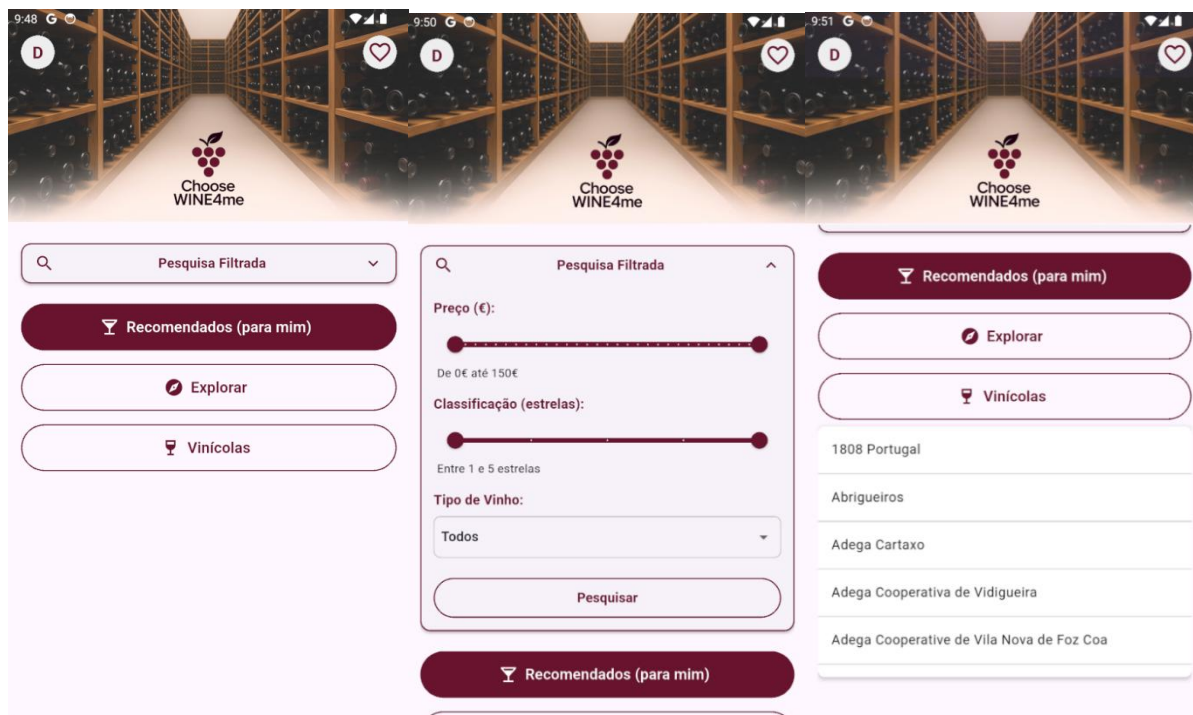 9:48 G
D
Choose
WINE4me
Pesquisa Filtrada
Recomendados (para mim)
Explorar
Vinícolas
9:50 G
D
Choose
WINE4me
Pesquisa Filtrada
Preço (€):
De 0€ até 150€
Classificação (estrelas):
Entre 1 e 5 estrelas
Tipo de Vinho:
Todos
Pesquisar
Recomendados (para mim)
9:51 G
D
Choose
WINE4me
Recomendados (para mim)
Explorar
Vinícolas
1808 Portugal
Abrigueiros
Adega Cartaxo
Adega Cooperativa de Vidigueira
Adega Cooperative de Vila Nova de Foz Coa